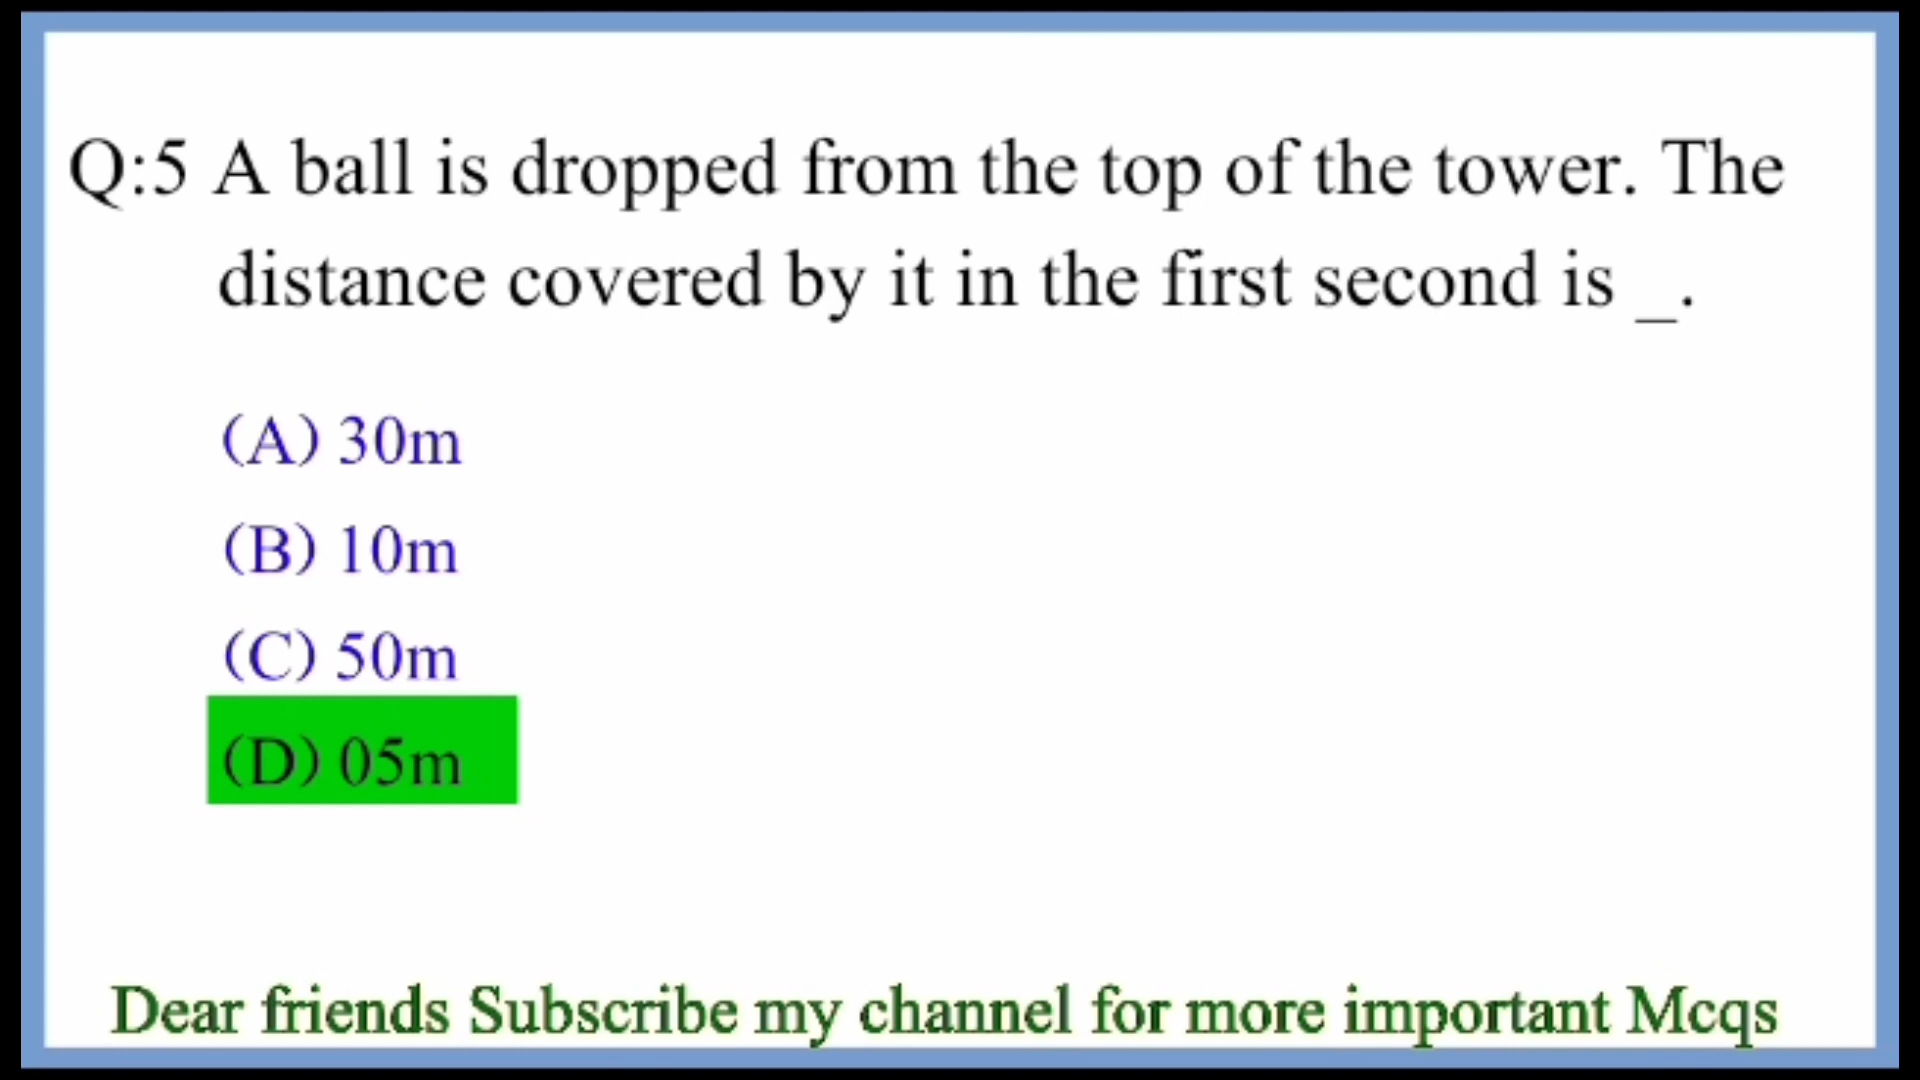 Q:5 A ball is dropped from the top of the tower. The
distance covered by it in the first second is _.
(A) 30m
(B) 10m
(C) 50m
(D) 05m
Dear friends Subscribe my channel for more important Mcqs